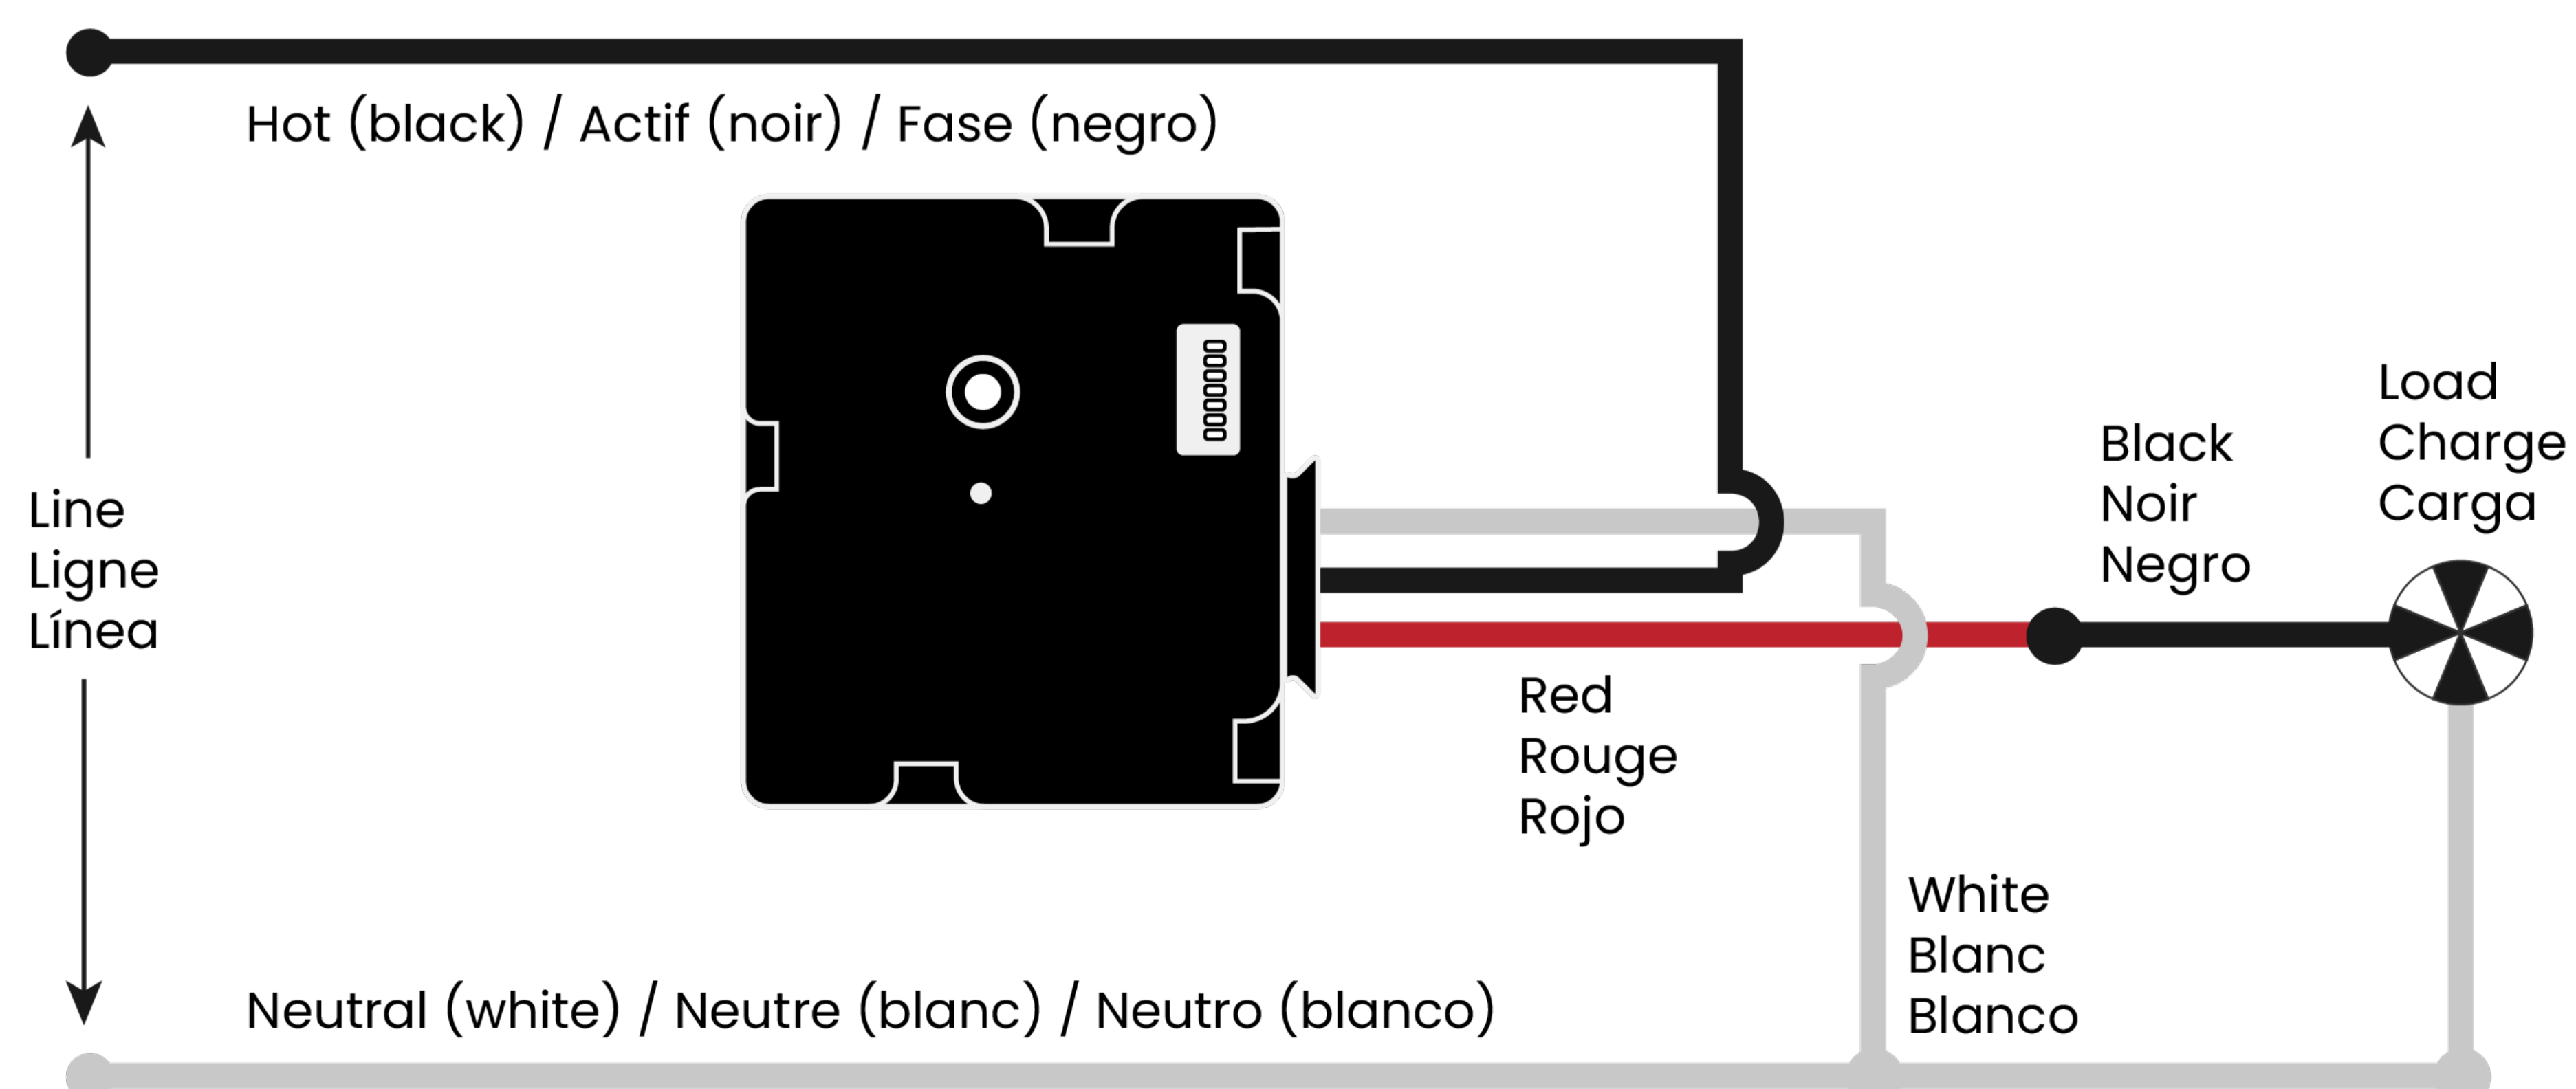 Hot (black) / Actif (noir) / Fase (negro)
0000000
Line
Ligne
Línea
Load
Charge
Carga
Black
Noir
Negro
Red
Rouge
Rojo
White
Blanc
Blanco
Neutral (white) / Neutre (blanc) / Neutro (blanco)